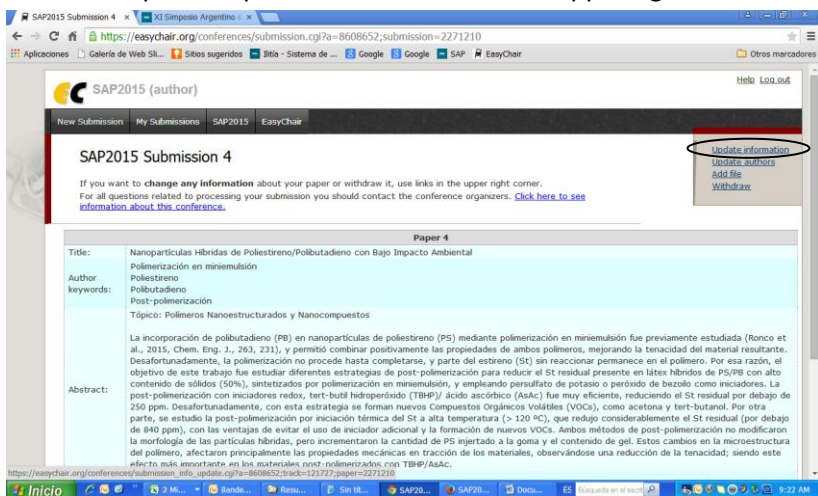 SAP2015 Submission 4
XI Simposio Argentino
https://easychair.org/conferences/submission.cgi?a=8608652;submission=2271210
Aplicaciones Galería de Web Sli... Sitios sugeridos Ilitia - Sistema de ... Google Google SAP EasyChair Otros marcadores
Help Log out
SAP2015 (author)
New Submission My Submissions SAP2015 EasyChair
SAP2015 Submission 4
Update information
Update authors
Add file
Withdraw
If you want to change any information about your paper or withdraw it, use links in the upper right corner.
For all questions related to processing your submission you should contact the conference organizers. Click here to see
information about this conference.
Paper 4
Title: Nanopartículas Híbridas de Poliestireno/Polibutadieno con Bajo Impacto Ambiental
Author keywords:
Polimerización en miniemulsión
Poliestireno
Polibutadieno
Post-polimerización
Abstract:
Tópico: Polímeros Nanoestructurados y Nanocompuestos
La incorporación de polibutadieno (PB) en nanopartículas de poliestireno (PS) mediante polimerización en miniemulsión fue previamente estudiada (Ronco et
al., 2015, Chem. Eng. J., 263, 231), y permitió combinar positivamente las propiedades de ambos polímeros, mejorando la tenacidad del material resultante.
Desafortunadamente, la polimerización no procede hasta completarse, y parte del estireno (St) sin reaccionar permanece en el polímero. Por esa razón, el
objetivo de este trabajo fue estudiar diferentes estrategias de post-polimerización para reducir el St residual presente en látex híbridos de PS/PB con alto
contenido de sólidos (50%), sintetizados por polimerización en miniemulsión, y empleando persulfato de potasio o peróxido de bezoilo como iniciadores. La
post-polimerización con iniciadores redox, tert-butil hidroperóxido (TBHP)/ ácido ascórbico (AsAc) fue muy eficiente, reduciendo el St residual por debajo de
250 ppm. Desafortunadamente, con esta estrategia se forman nuevos Compuestos Orgánicos Volátiles (VOCs), como acetona y tert-butanol. Por otra
parte, se estudio la post-polimerización por iniciación térmica del St a alta temperatura (> 120 ºC), que redujo considerablemente el St residual (por debajo
de 840 ppm), con las ventajas de evitar el uso de iniciador adicional y la formación de nuevos VOCs. Ambos métodos de post-polimerización no modificaron
la morfología de las partículas híbridas, pero incrementaron la cantidad de PS injertado a la goma y el contenido de gel. Estos cambios en la microestructura
del polímero, afectaron principalmente las propiedades mecánicas en tracción de los materiales, observándose una reducción de la tenacidad; siendo este
efecto más importante en los materiales post-polimerizados con TBHP/AsAc.
https://easychair.org/conferences/submission_info_update.cgi?a=8608652;track=121727;paper=2271210
Inicio 2 Mi... Bande... Resu... Sin tít... SAP20... SAP20... Docu... ES Búsqueda en el escrit 9:22 AM